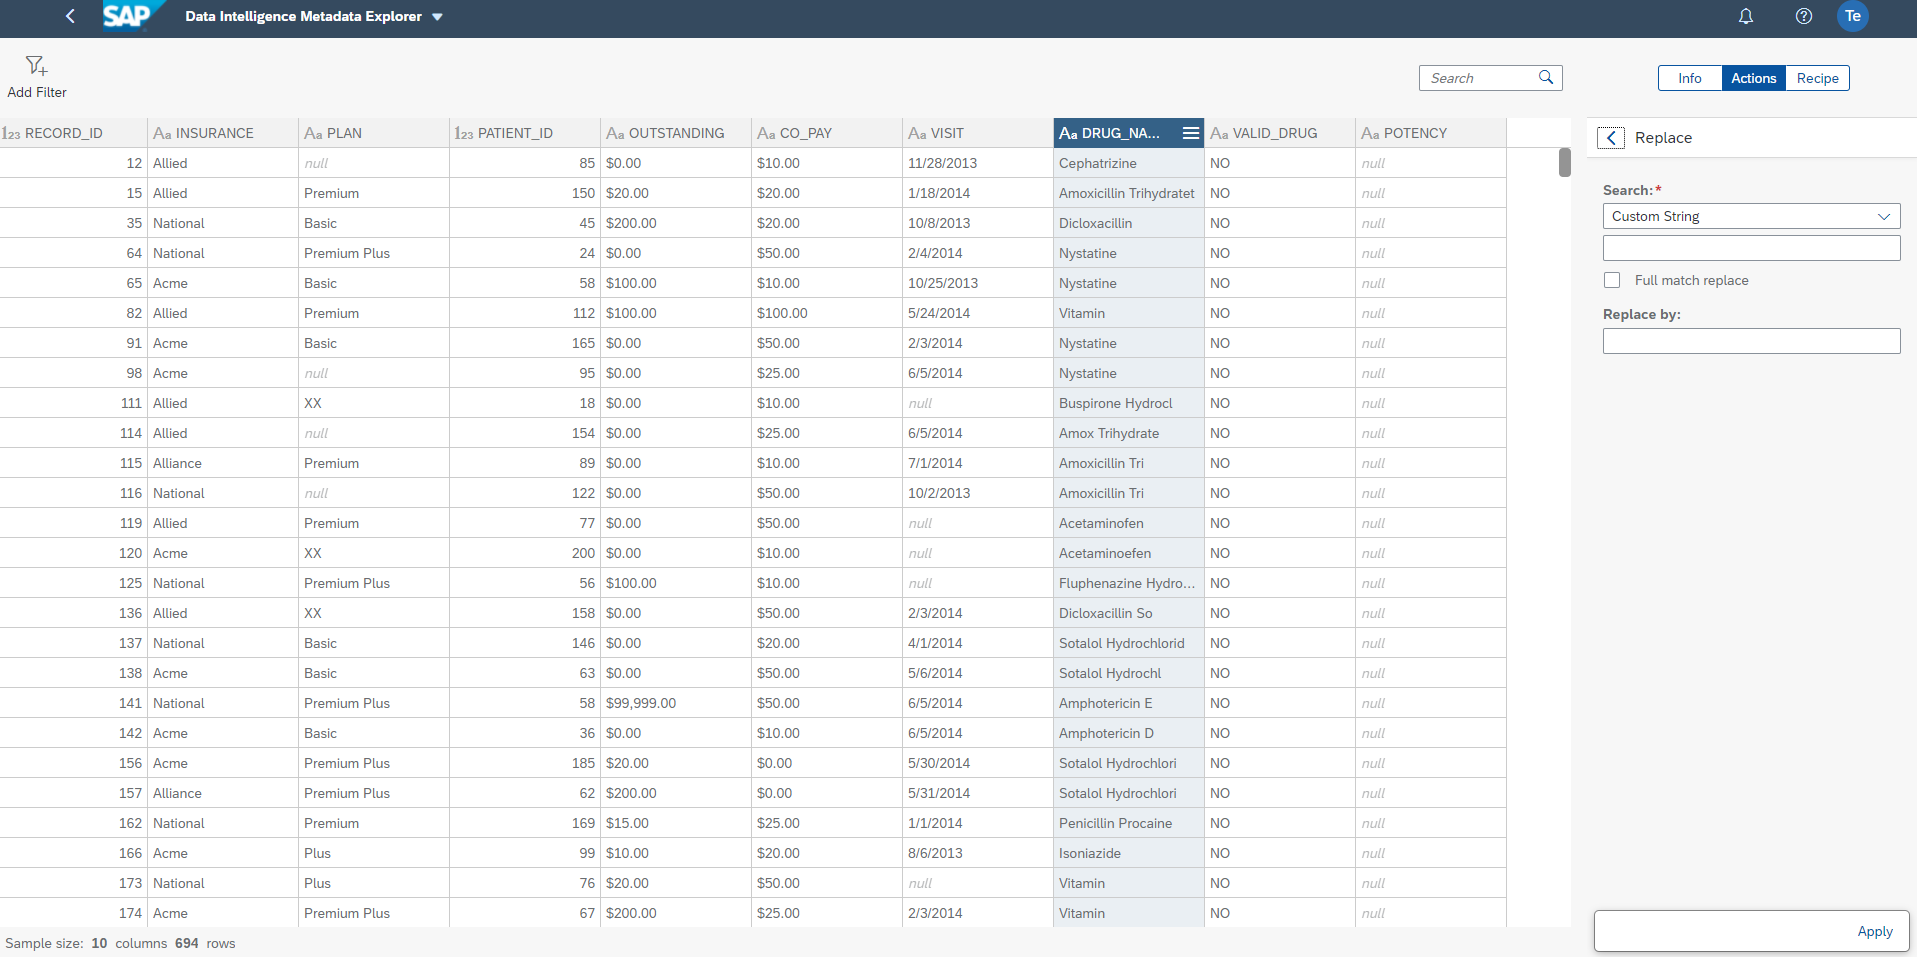 SAP Data Intelligence Metadata Explorer Te
Add Filter Search Info Actions Recipe
123 RECORD_ID Aa INSURANCE Aa PLAN 123 PATIENT_ID Aa OUTSTANDING Aa CO_PAY Aa VISIT Aa DRUG_NA... Aa VALID_DRUG Aa POTENCY
12 Allied null 85 $0.00 $10.00 11/28/2013 Cephatrizine NO null
15 Allied Premium 150 $20.00 $20.00 1/18/2014 Amoxicillin Trihydratet NO null
35 National Basic 45 $200.00 $20.00 10/8/2013 Dicloxacillin NO null
64 National Premium Plus 24 $0.00 $50.00 2/4/2014 Nystatine NO null
65 Acme Basic 58 $100.00 $10.00 10/25/2013 Nystatine NO null
82 Allied Premium 112 $100.00 $100.00 5/24/2014 Vitamin NO null
91 Acme Basic 165 $0.00 $50.00 2/3/2014 Nystatine NO null
98 Acme null 95 $0.00 $25.00 6/5/2014 Nystatine NO null
111 Allied XX 18 $0.00 $10.00 null Buspirone Hydrocl NO null
114 Allied null 154 $0.00 $25.00 6/5/2014 Amox Trihydrate NO null
115 Alliance Premium 89 $0.00 $10.00 7/1/2014 Amoxicillin Tri NO null
116 National null 122 $0.00 $50.00 10/2/2013 Amoxicillin Tri NO null
119 Allied Premium 77 $0.00 $50.00 null Acetaminofen NO null
120 Acme XX 200 $0.00 $10.00 null Acetaminoefen NO null
125 National Premium Plus 56 $100.00 $10.00 null Fluphenazine Hydro... NO null
136 Allied XX 158 $0.00 $50.00 2/3/2014 Dicloxacillin So NO null
137 National Basic 146 $0.00 $20.00 4/1/2014 Sotalol Hydrochlorid NO null
138 Acme Basic 63 $0.00 $50.00 5/6/2014 Sotalol Hydrochl NO null
141 National Premium Plus 58 $99,999.00 $50.00 6/5/2014 Amphotericin E NO null
142 Acme Basic 36 $0.00 $10.00 6/5/2014 Amphotericin D NO null
156 Acme Premium Plus 185 $20.00 $0.00 5/30/2014 Sotalol Hydrochlori NO null
157 Alliance Premium Plus 62 $200.00 $0.00 5/31/2014 Sotalol Hydrochlori NO null
162 National Premium 169 $15.00 $25.00 1/1/2014 Penicillin Procaine NO null
166 Acme Plus 99 $10.00 $20.00 8/6/2013 Isoniazide NO null
173 National Plus 76 $20.00 $50.00 null Vitamin NO null
174 Acme Premium Plus 67 $200.00 $25.00 2/3/2014 Vitamin NO null
Sample size: 10 columns 694 rows
Replace
Search:*
Custom String
Full match replace
Replace by:
Apply